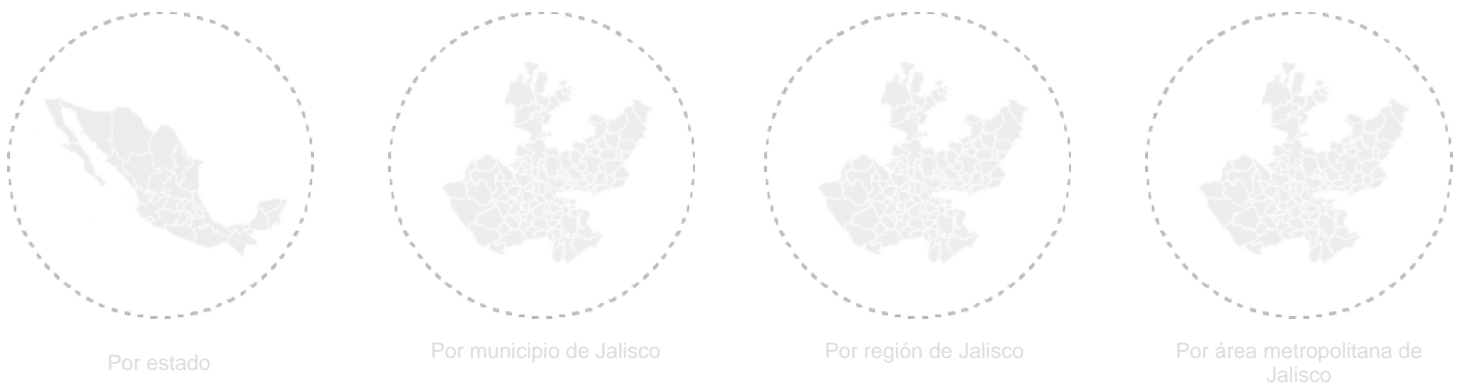 Por estado
Por municipio de Jalisco
Por región de Jalisco
Por área metropolitana de
Jalisco